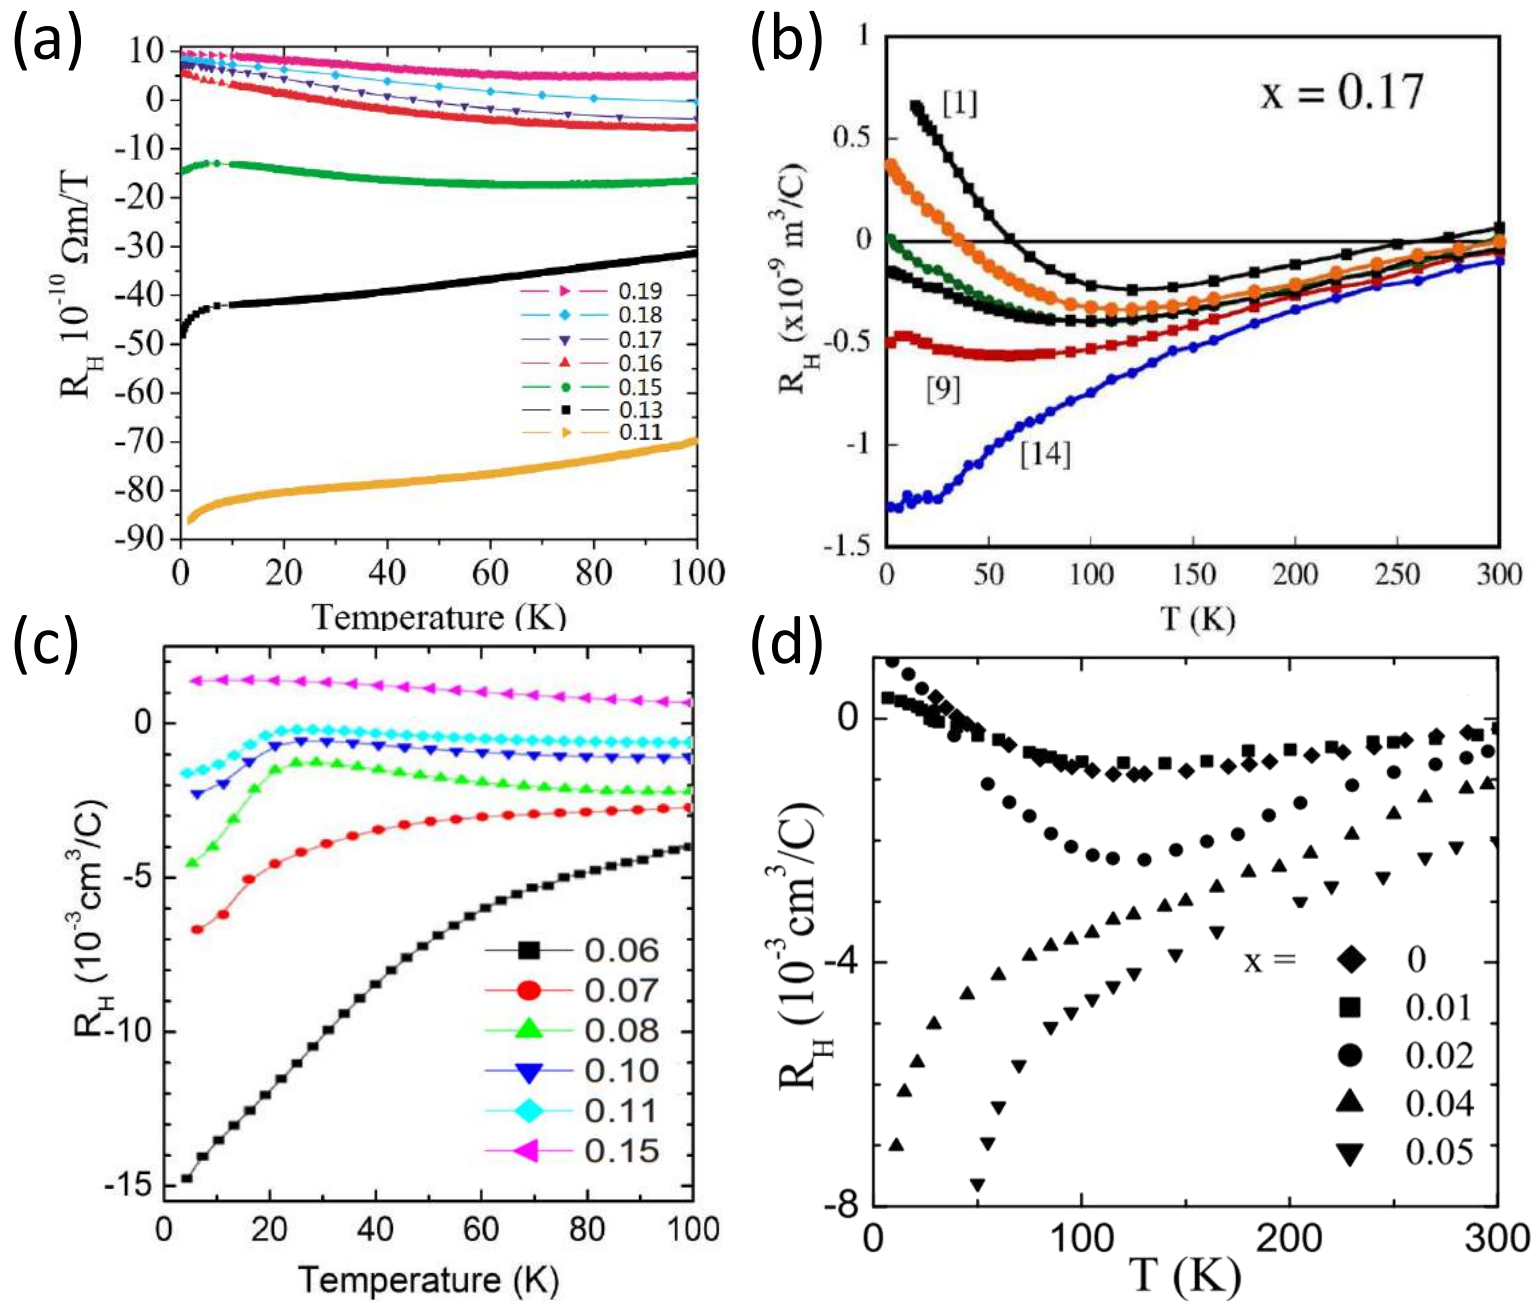 (a)
10
0
-10
-20
-30
-40
-50
-60
-70
-80
-90
R_H 10^-10 Ωm/T
0.19
0.18
0.17
0.16
0.15
0.13
0.11
0 20 40 60 80 100
Temperature (K)
(b)
1
0.5
0
-0.5
-1
-1.5
R_H (x10^-9 m^3/C)
x = 0.17
[1]
[9]
[14]
0 50 100 150 200 250 300
T (K)
(c)
0
-5
-10
-15
R_H (10^-3 cm^3/C)
0.06
0.07
0.08
0.10
0.11
0.15
0 20 40 60 80 100
Temperature (K)
(d)
0
-4
-8
R_H (10^-3 cm^3/C)
x = 0
0.01
0.02
0.04
0.05
0 100 200 300
T (K)